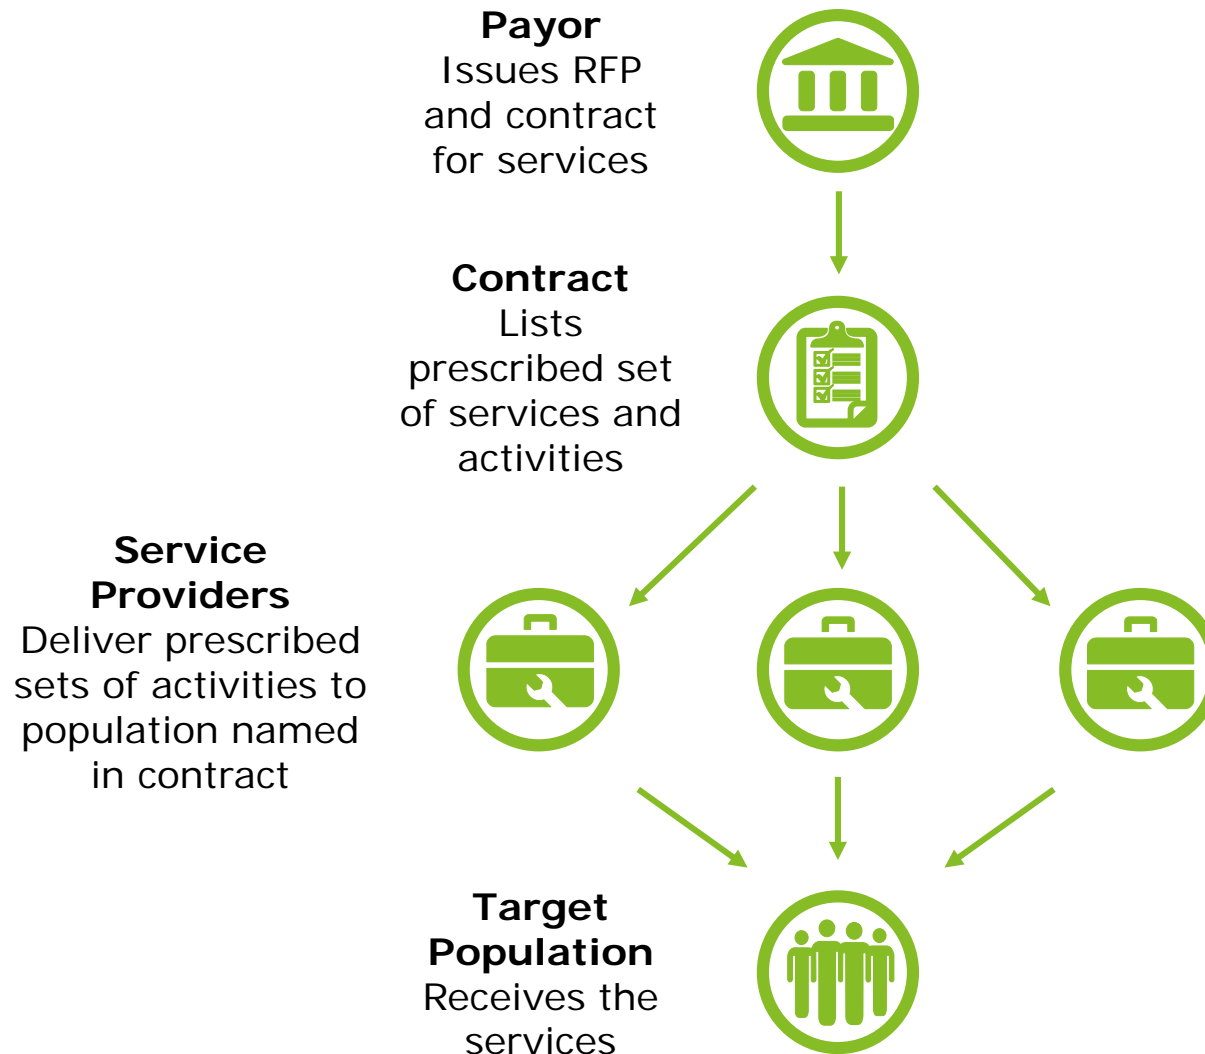 Payor
Issues RFP
and contract
for services
Contract
Lists
prescribed set
of services and
activities
Service
Providers
Deliver prescribed
sets of activities to
population named
in contract
Target
Population
Receives the
services